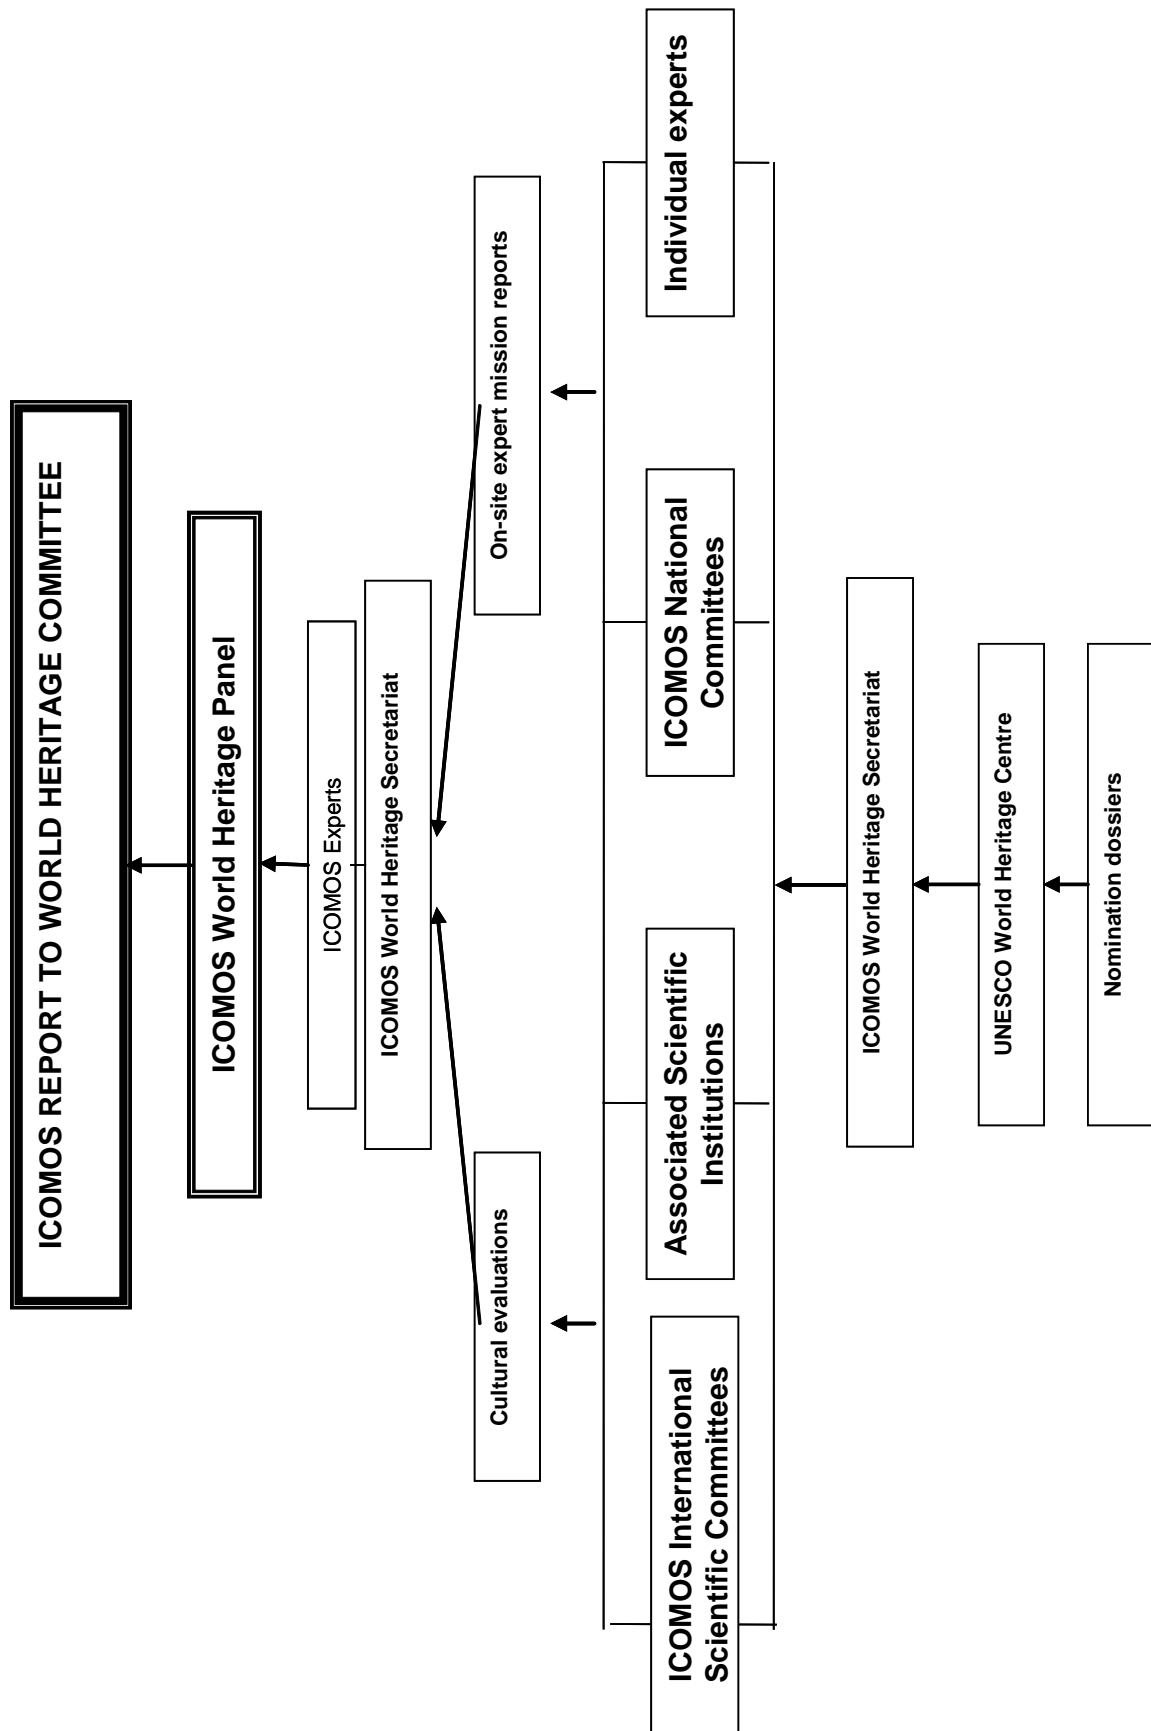 ICOMOS REPORT TO WORLD HERITAGE COMMITTEE
ICOMOS World Heritage Panel
ICOMOS Experts
ICOMOS World Heritage Secretariat
Cultural evaluations
On-site expert mission reports
ICOMOS International
Scientific Committees
Associated Scientific
Institutions
ICOMOS National
Committees
Individual experts
ICOMOS World Heritage Secretariat
UNESCO World Heritage Centre
Nomination dossiers